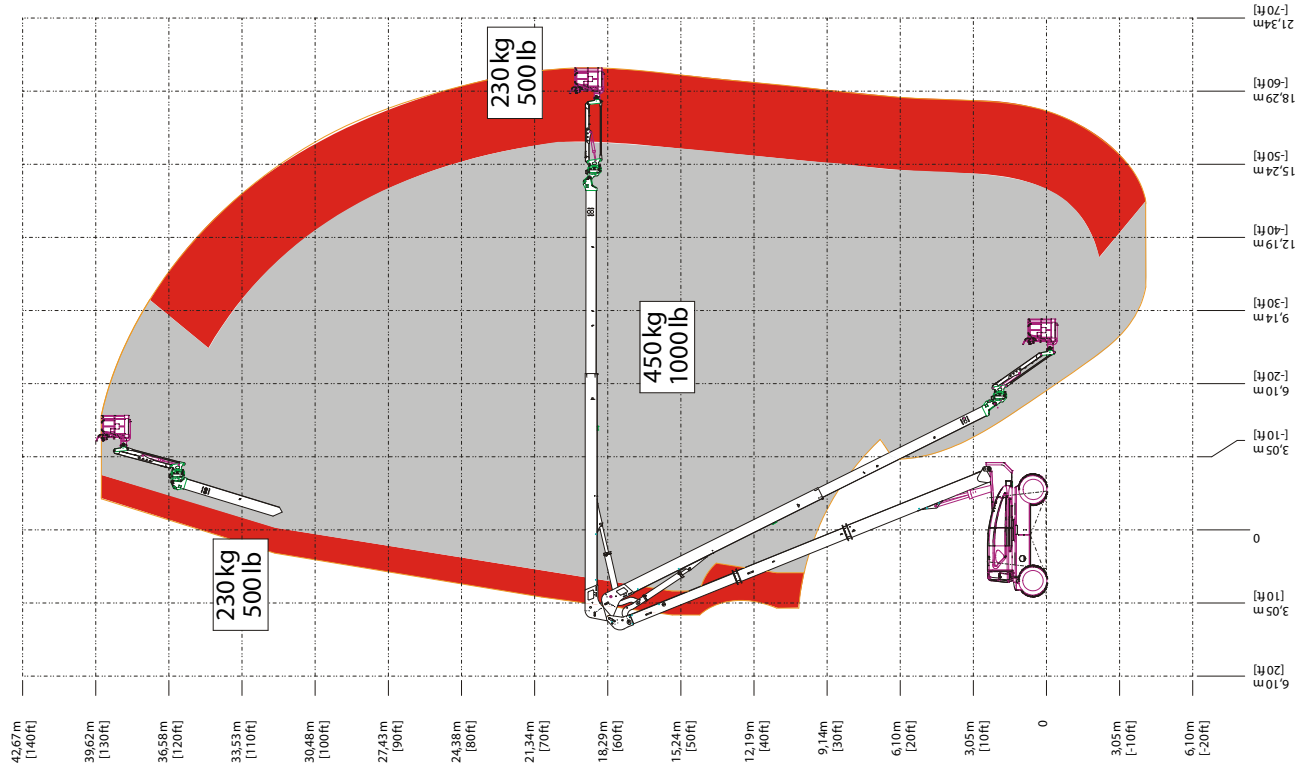 230 kg
500 lb
450 kg
1000 lb
230 kg
500 lb
42,67m
[140ft]
39,62m
[130ft]
36,58m
[120ft]
33,53m
[110ft]
30,48m
[100ft]
27,43m
[90ft]
24,38m
[80ft]
21,34m
[70ft]
18,29m
[60ft]
15,24m
[50ft]
12,19m
[40ft]
9,14m
[30ft]
6,10m
[20ft]
3,05m
[10ft]
0
3,05m
[-10ft]
6,10m
[-20ft]
21,34m
[-70ft]
18,29m
[-60ft]
15,24m
[-50ft]
12,19m
[-40ft]
9,14m
[-30ft]
6,10m
[-20ft]
3,05m
[-10ft]
0
3,05m
[10ft]
6,10m
[20ft]